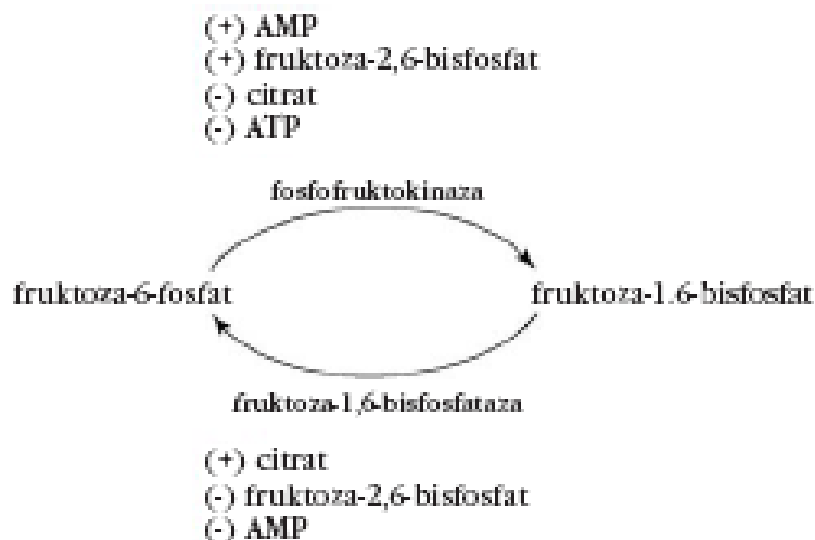 (+) AMP
(+) fruktoza-2,6-bisfosfat
(-) citrat
(-) ATP
fosfofruktokinaza
fruktoza-6-fosfat
fruktoza-1.6-bisfosfat
fruktoza-1,6-bisfosfataza
(+) citrat
(-) fruktoza-2,6-bisfosfat
(-) AMP